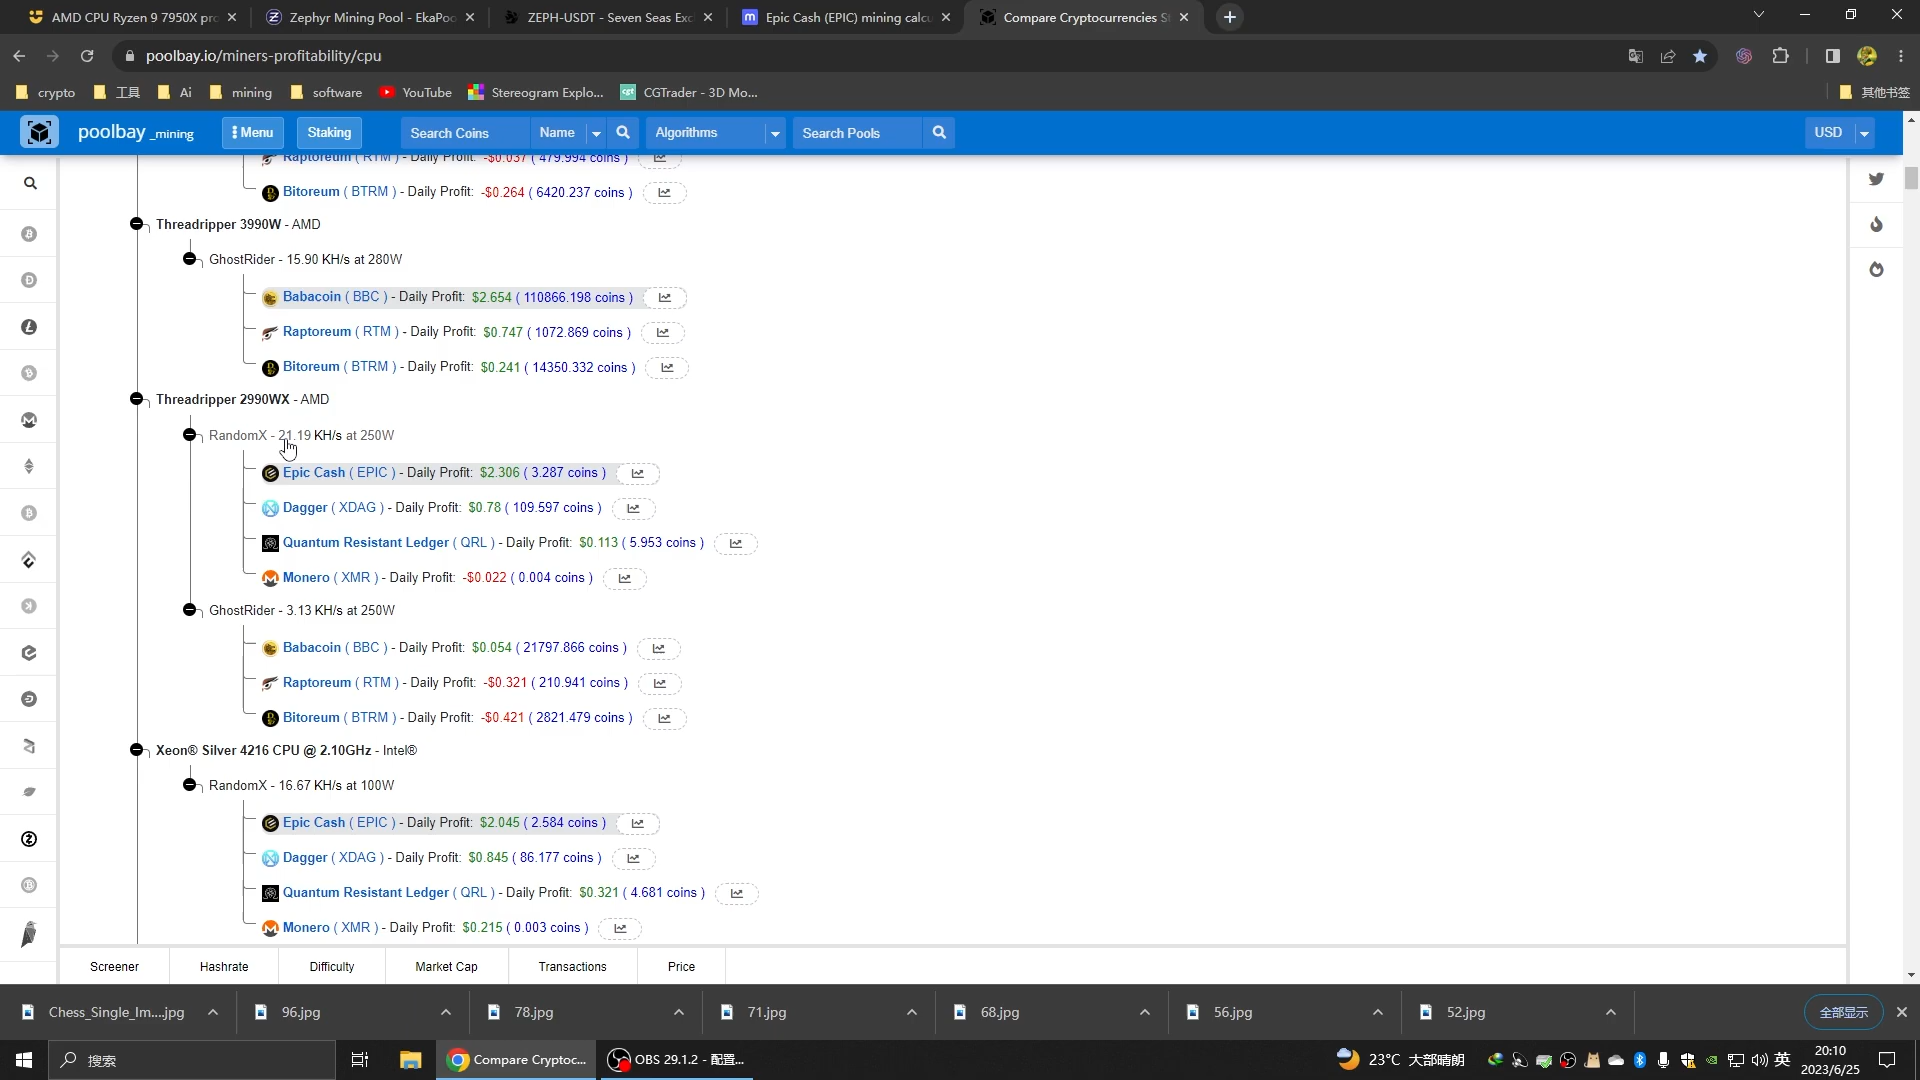 AMD CPU Ryzen 9 7950X pro
Zephyr Mining Pool - EkaPoo
ZEPH-USDT - Seven Seas Exc
Epic Cash (EPIC) mining calcu
Compare Cryptocurrencies St
poolbay.io/miners-profitability/cpu
crypto
工具
Ai
mining
software
YouTube
Stereogram Explo...
CGTrader - 3D Mo...
其他书签
poolbay _mining
Menu
Staking
Search Coins
Name
Algorithms
Search Pools
USD
Raptoreum ( RTM ) - Daily Profit: -$0.037 ( 479.994 coins )
Bitoreum ( BTRM ) - Daily Profit: -$0.264 ( 6420.237 coins )
Threadripper 3990W - AMD
GhostRider - 15.90 KH/s at 280W
Babacoin ( BBC ) - Daily Profit: $2.654 ( 110866.198 coins )
Raptoreum ( RTM ) - Daily Profit: $0.747 ( 1072.869 coins )
Bitoreum ( BTRM ) - Daily Profit: $0.241 ( 14350.332 coins )
Threadripper 2990WX - AMD
RandomX - 21.19 KH/s at 250W
Epic Cash ( EPIC ) - Daily Profit: $2.306 ( 3.287 coins )
Dagger ( XDAG ) - Daily Profit: $0.78 ( 109.597 coins )
Quantum Resistant Ledger ( QRL ) - Daily Profit: $0.113 ( 5.953 coins )
Monero ( XMR ) - Daily Profit: -$0.022 ( 0.004 coins )
GhostRider - 3.13 KH/s at 250W
Babacoin ( BBC ) - Daily Profit: $0.054 ( 21797.866 coins )
Raptoreum ( RTM ) - Daily Profit: -$0.321 ( 210.941 coins )
Bitoreum ( BTRM ) - Daily Profit: -$0.421 ( 2821.479 coins )
Xeon® Silver 4216 CPU @ 2.10GHz - Intel®
RandomX - 16.67 KH/s at 100W
Epic Cash ( EPIC ) - Daily Profit: $2.045 ( 2.584 coins )
Dagger ( XDAG ) - Daily Profit: $0.845 ( 86.177 coins )
Quantum Resistant Ledger ( QRL ) - Daily Profit: $0.321 ( 4.681 coins )
Monero ( XMR ) - Daily Profit: $0.215 ( 0.003 coins )
Screener
Hashrate
Difficulty
Market Cap
Transactions
Price
Chess_Single_Im....jpg
96.jpg
78.jpg
71.jpg
68.jpg
56.jpg
52.jpg
全部显示
搜索
Compare Cryptoc...
OBS 29.1.2 - 配置...
23°C 大部晴朗
英
20:10
2023/6/25